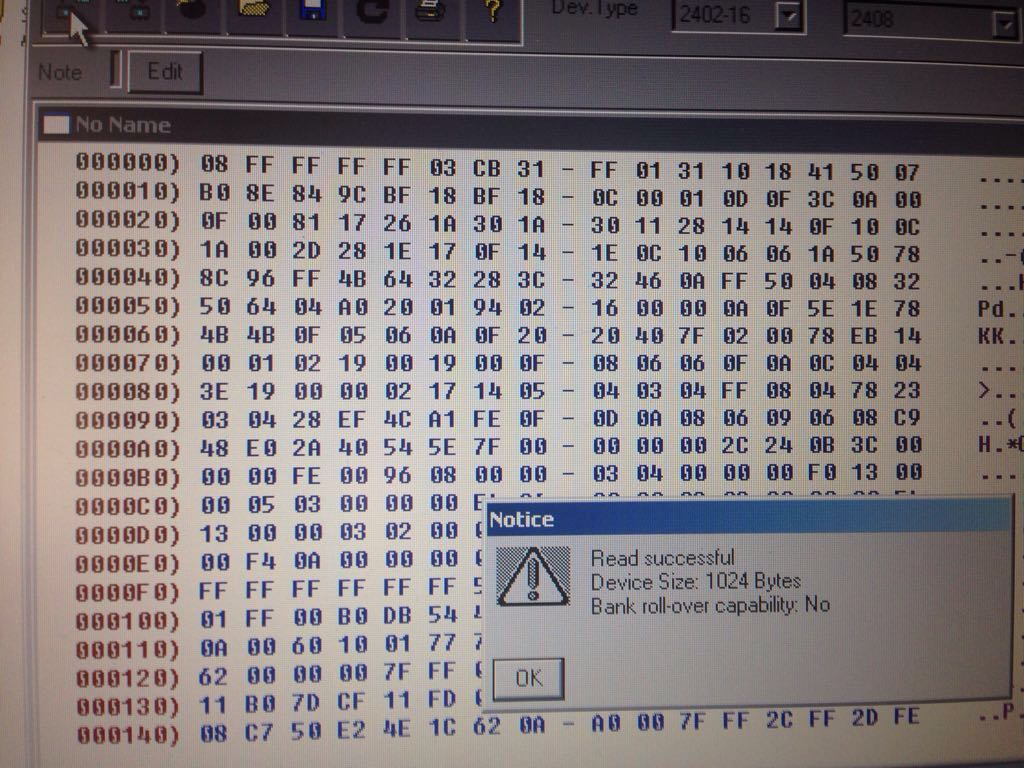 Dev.Type 2402-16 2408
Note Edit
No Name
000000) 08 FF FF FF FF 03 CB 31 - FF 01 31 10 18 41 50 07 ....
000010) B0 8E 84 9C BF 18 BF 18 - 0C 00 01 0D 0F 3C 0A 00 ....
000020) 0F 00 81 17 26 1A 30 1A - 30 11 28 14 14 0F 10 0C ....
000030) 1A 00 2D 28 1E 17 0F 14 - 1E 0C 10 06 06 1A 50 78 ..-(
000040) 8C 96 FF 4B 64 32 28 3C - 32 46 0A FF 50 04 08 32 ...K
000050) 50 64 04 A0 20 01 94 02 - 16 00 00 0A 0F 5E 1E 78 Pd..
000060) 4B 4B 0F 05 06 0A 0F 20 - 20 40 7F 02 00 78 EB 14 KK..
000070) 00 01 02 19 00 19 00 0F - 08 06 06 0F 0A 0C 04 04 ....
000080) 3E 19 00 00 02 17 14 05 - 04 03 04 FF 08 04 78 23 >...
000090) 03 04 28 EF 4C A1 FE 0F - 0D 0A 08 06 09 06 08 C9 ..(
0000A0) 48 E0 2A 40 54 5E 7F 00 - 00 00 00 2C 24 0B 3C 00 H.*@
0000B0) 00 00 FE 00 96 08 00 00 - 03 04 00 00 00 F0 13 00 ...
0000C0) 00 05 03 00 00 00
0000D0) 13 00 00 03 02 00
0000E0) 00 F4 0A 00 00 00
0000F0) FF FF FF FF FF FF
000100) 01 FF 00 B0 DB 54
000110) 0A 00 60 10 01 77
000120) 62 00 00 00 7F FF
000130) 11 B0 7D CF 11 FD
000140) 08 C7 50 E2 4E 1C 62 0A - A0 00 7F FF 2C FF 2D FE ..P.
Notice
Read successful
Device Size: 1024 Bytes
Bank roll-over capability: No
OK